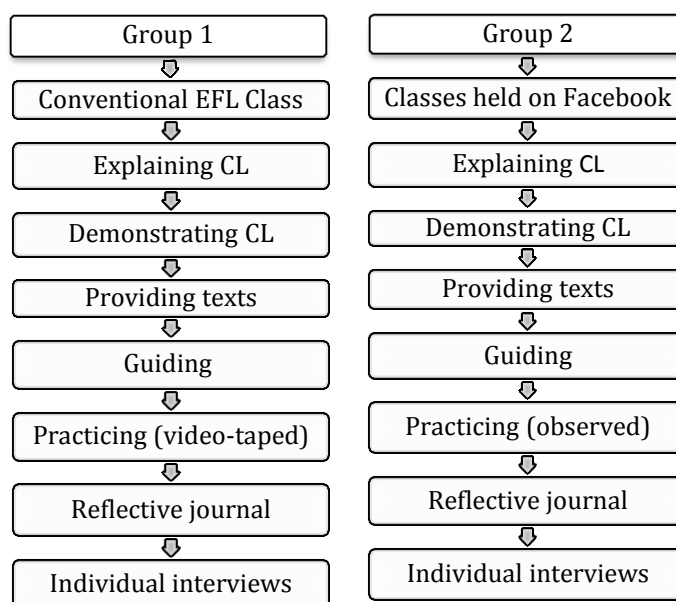 Group 1
Conventional EFL Class
Explaining CL
Demonstrating CL
Providing texts
Guiding
Practicing (video-taped)
Reflective journal
Individual interviews
Group 2
Classes held on Facebook
Explaining CL
Demonstrating CL
Providing texts
Guiding
Practicing (observed)
Reflective journal
Individual interviews